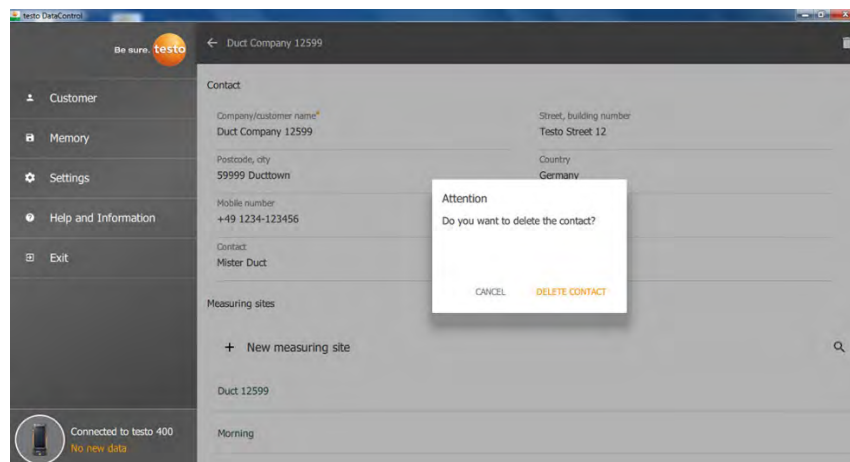 testo DataControl
Be sure. testo
Customer
Memory
Settings
Help and Information
Exit
Connected to testo 400
No new data
Duct Company 12599
Contact
Company/customer name*
Duct Company 12599
Street, building number
Testo Street 12
Postcode, city
59999 Ducttown
Country
Germany
Mobile number
+49 1234-123456
Contact
Mister Duct
Attention
Do you want to delete the contact?
CANCEL
DELETE CONTACT
Measuring sites
+ New measuring site
Duct 12599
Morning